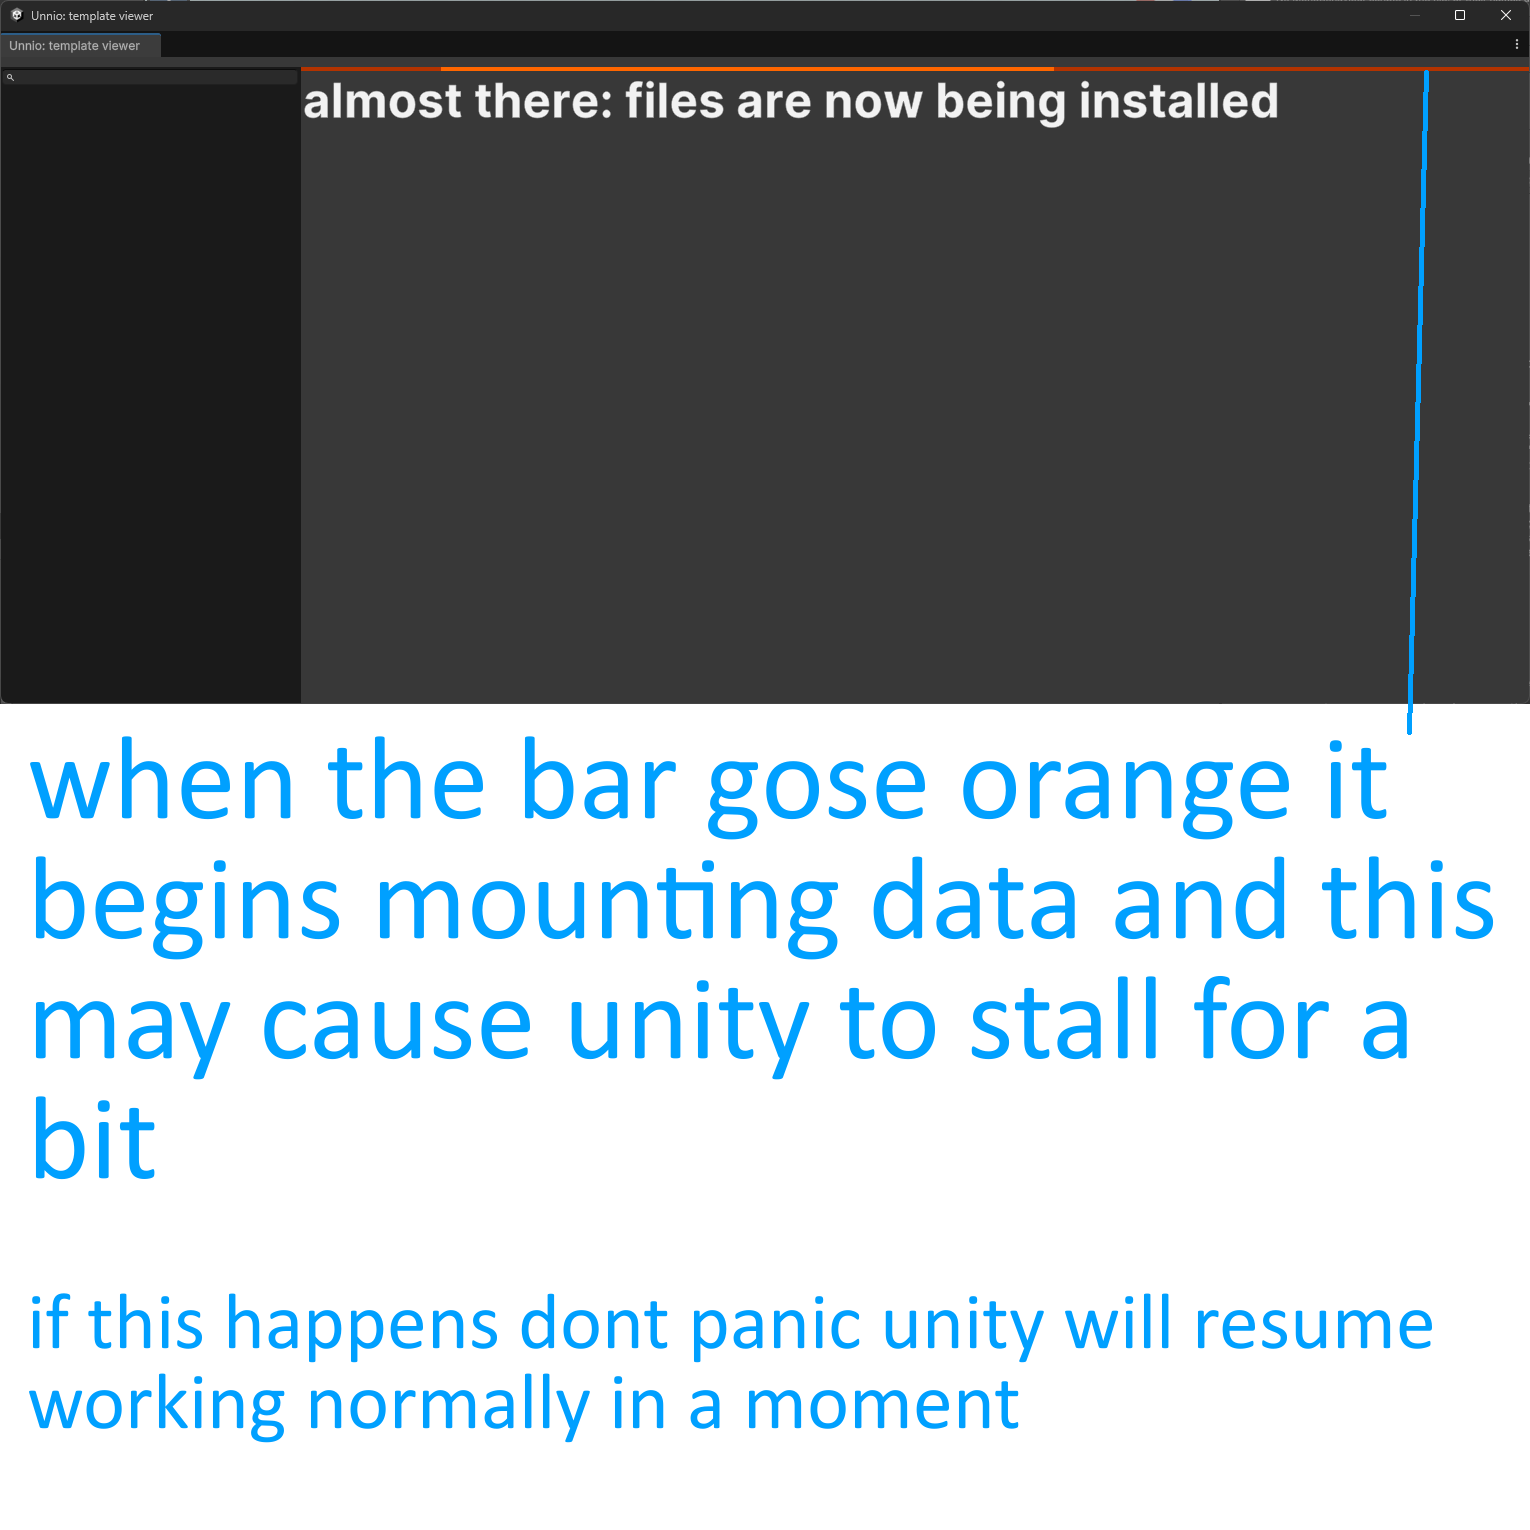 Unnio: template viewer
Unnio: template viewer
almost there: files are now being installed
when the bar gose orange it
begins mounting data and this
may cause unity to stall for a
bit
if this happens dont panic unity will resume
working normally in a moment